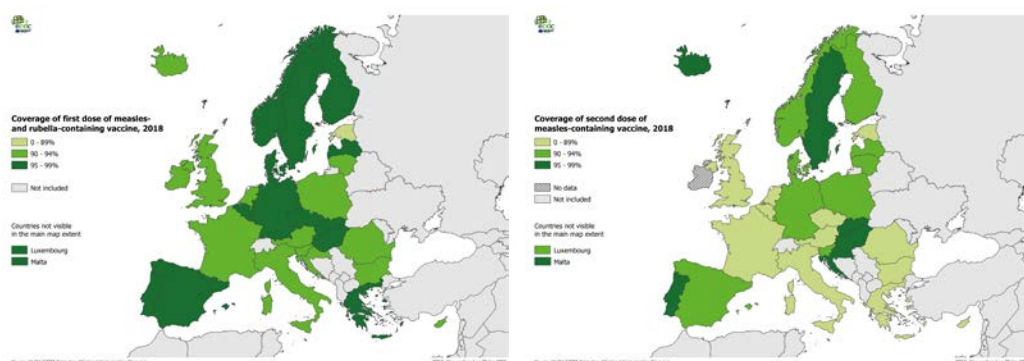 Coverage of first dose of measles-
and rubella-containing vaccine, 2018
0 - 89%
90 - 94%
95 - 99%
Not included
Countries not visible
in the main map extent
Luxembourg
Malta
Coverage of second dose of
measles-containing vaccine, 2018
0 - 89%
90 - 94%
95 - 99%
No data
Not included
Countries not visible
in the main map extent
Luxembourg
Malta